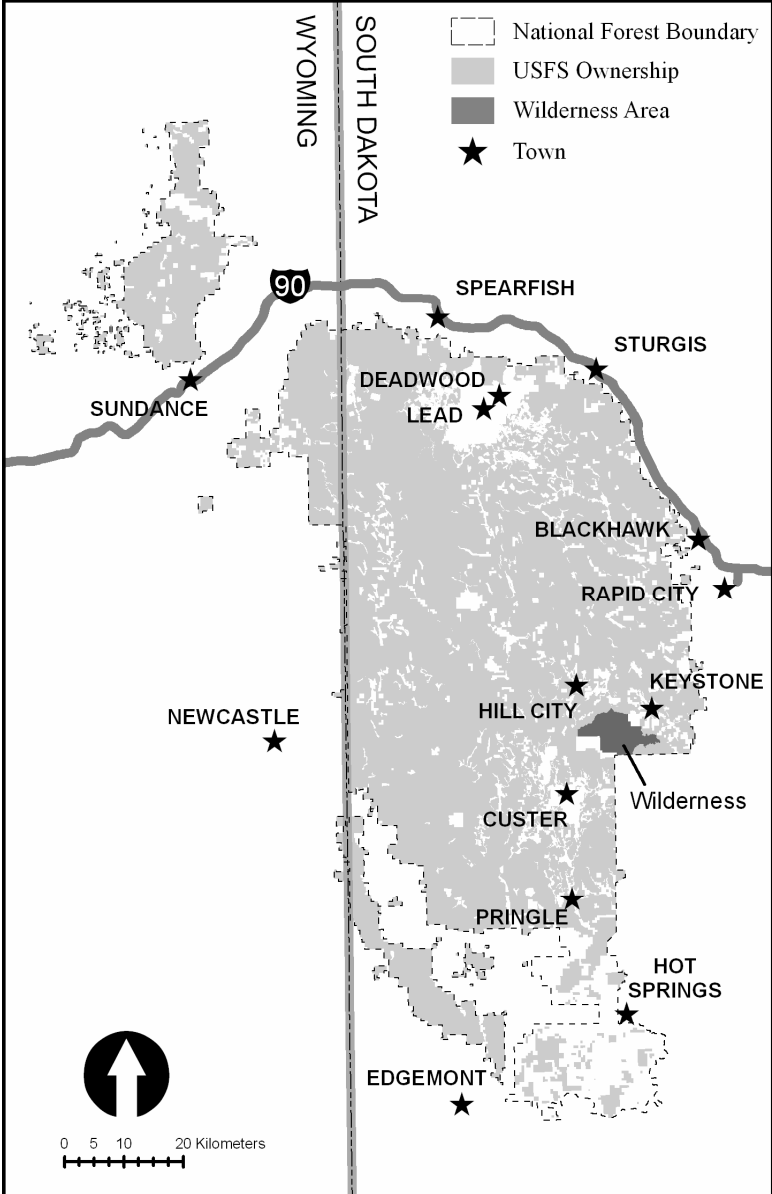 WYOMING
SOUTH DAKOTA
National Forest Boundary
USFS Ownership
Wilderness Area
Town
90
SPEARFISH
STURGIS
DEADWOOD
LEAD
SUNDANCE
BLACKHAWK
RAPID CITY
KEYSTONE
HILL CITY
NEWCASTLE
Wilderness
CUSTER
PRINGLE
HOT
SPRINGS
EDGEMONT
0 5 10 20 Kilometers